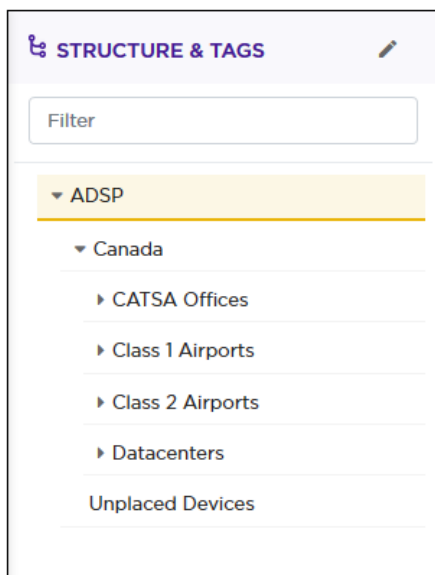 STRUCTURE & TAGS
Filter
ADSP
Canada
CATSA Offices
Class 1 Airports
Class 2 Airports
Datacenters
Unplaced Devices